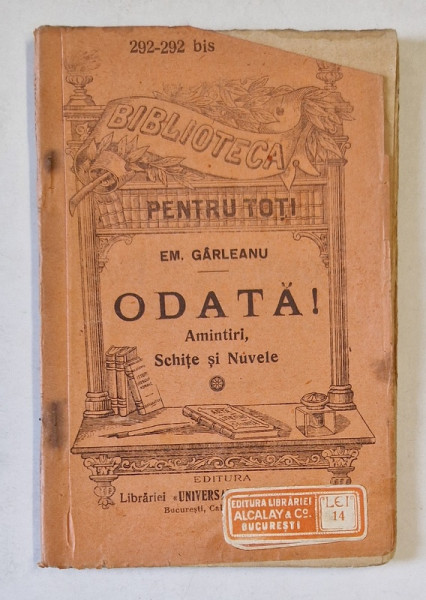 292-292 bis
BIBLIOTECA
PENTRU TOȚI
EM. GÂRLEANU
ODATĂ!
Amintiri,
Schițe și Núvele
EDITURA
Librăriei «UNIVERSA
București, Cal
EDITURA LIBRĂRIEI
ALCALAY & Co.
BUCUREȘTI
LEI
14